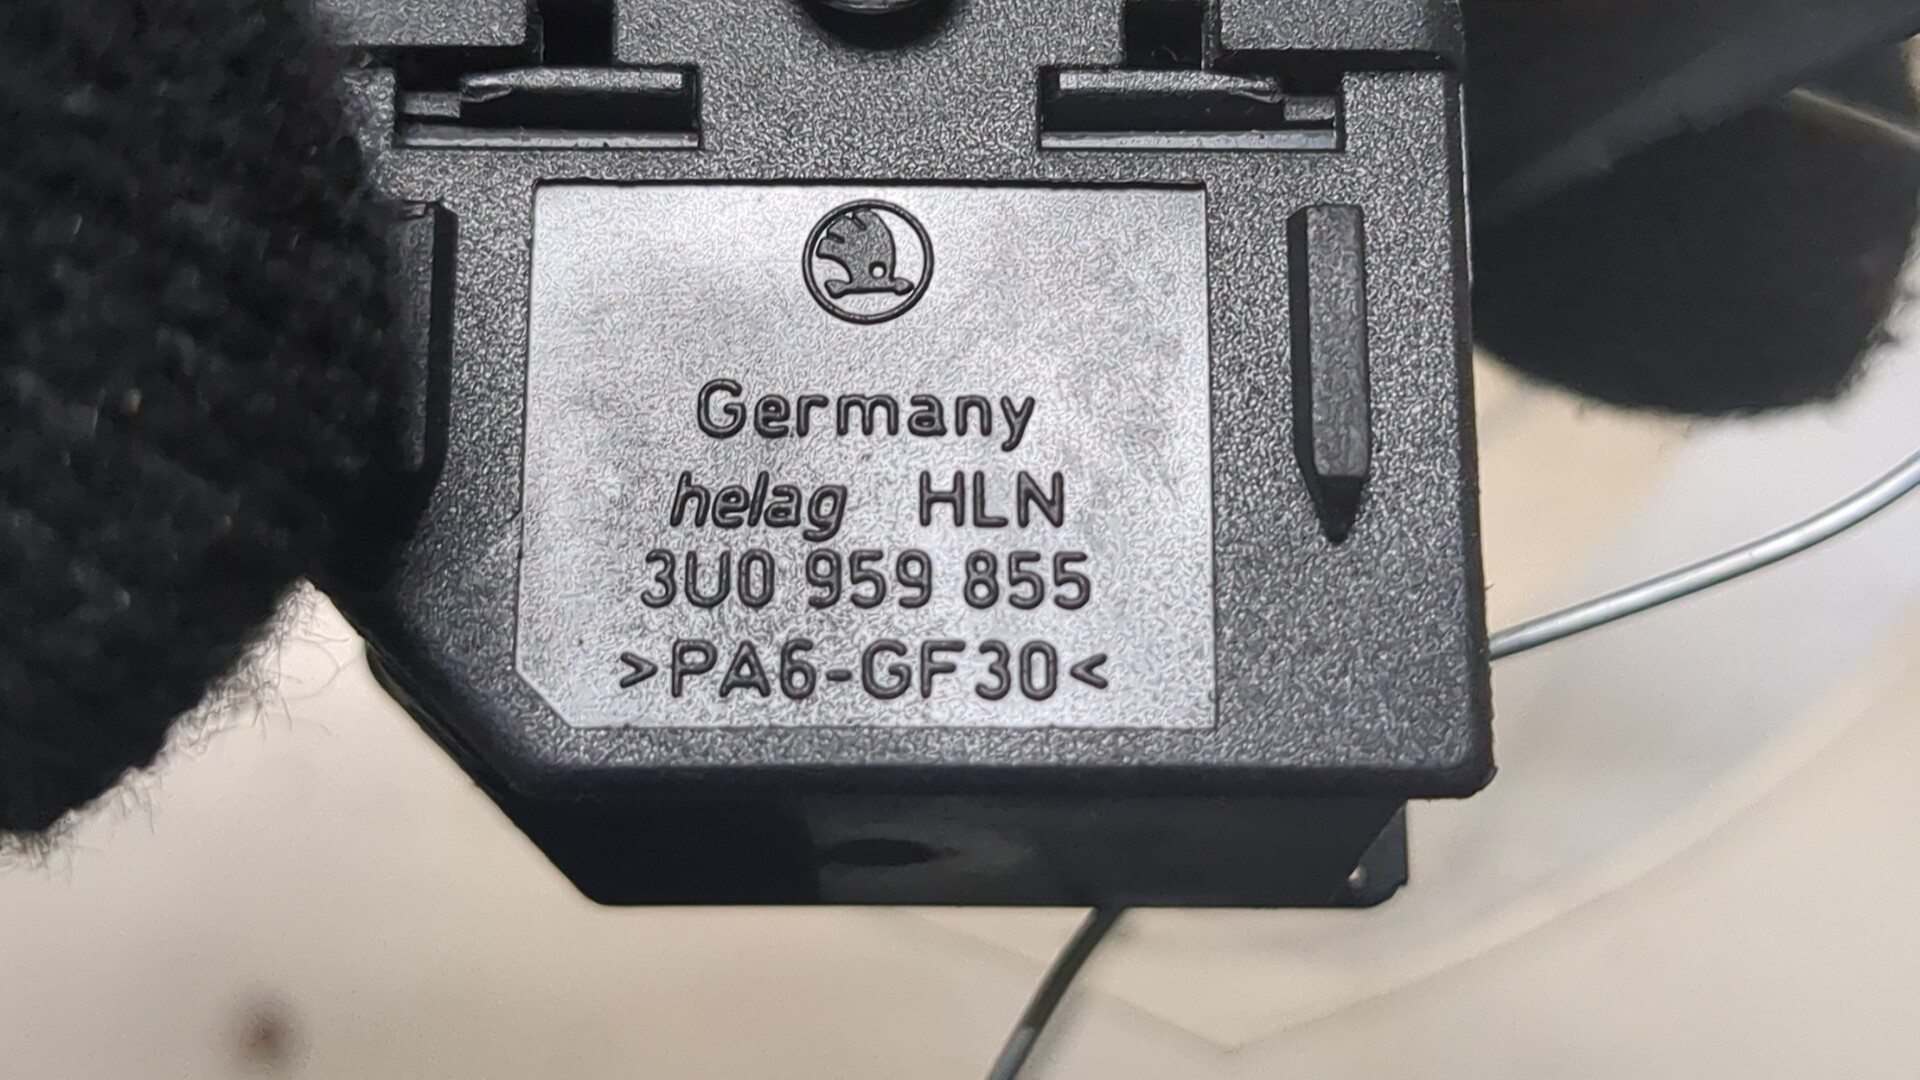 Germany
helag HLN
3U0 959 855
>PA6-GF30<